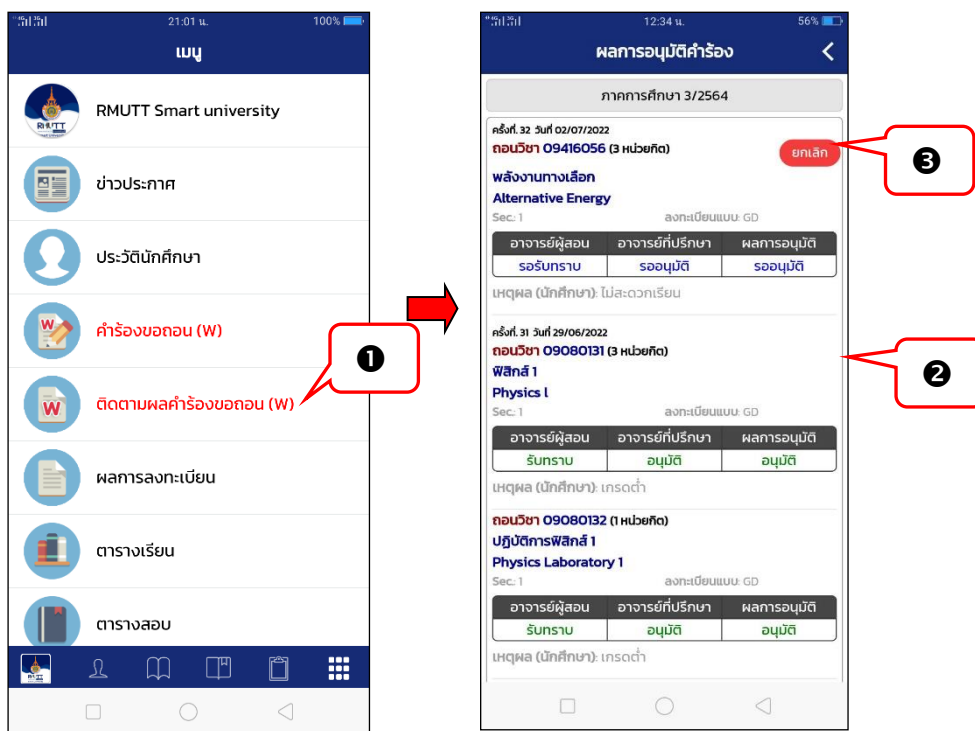 21:01 น.
100%
เมนู
RMUTT Smart university
ข่าวประกาศ
ประวัตินักศึกษา
คำร้องขอถอน (W)
❶
ติดตามผลคำร้องขอถอน (W)
ผลการลงทะเบียน
ตารางเรียน
ตารางสอบ
12:34 น.
56%
ผลการอนุมัติคำร้อง
ภาคการศึกษา 3/2564
ครั้งที่. 32 วันที่ 02/07/2022
ถอนวิชา 09416056 (3 หน่วยกิต)
ยกเลิก
❸
พลังงานทางเลือก
Alternative Energy
Sec.: 1 ลงทะเบียนแบบ: GD
อาจารย์ผู้สอน อาจารย์ที่ปรึกษา ผลการอนุมัติ
รอรับทราบ รออนุมัติ รออนุมัติ
เหตุผล (นักศึกษา): ไม่สะดวกเรียน
ครั้งที่. 31 วันที่ 29/06/2022
ถอนวิชา 09080131 (3 หน่วยกิต)
❷
ฟิสิกส์ 1
Physics l
Sec.: 1 ลงทะเบียนแบบ: GD
อาจารย์ผู้สอน อาจารย์ที่ปรึกษา ผลการอนุมัติ
รับทราบ อนุมัติ อนุมัติ
เหตุผล (นักศึกษา): เกรดต่ำ
ถอนวิชา 09080132 (1 หน่วยกิต)
ปฏิบัติการฟิสิกส์ 1
Physics Laboratory 1
Sec.: 1 ลงทะเบียนแบบ: GD
อาจารย์ผู้สอน อาจารย์ที่ปรึกษา ผลการอนุมัติ
รับทราบ อนุมัติ อนุมัติ
เหตุผล (นักศึกษา): เกรดต่ำ